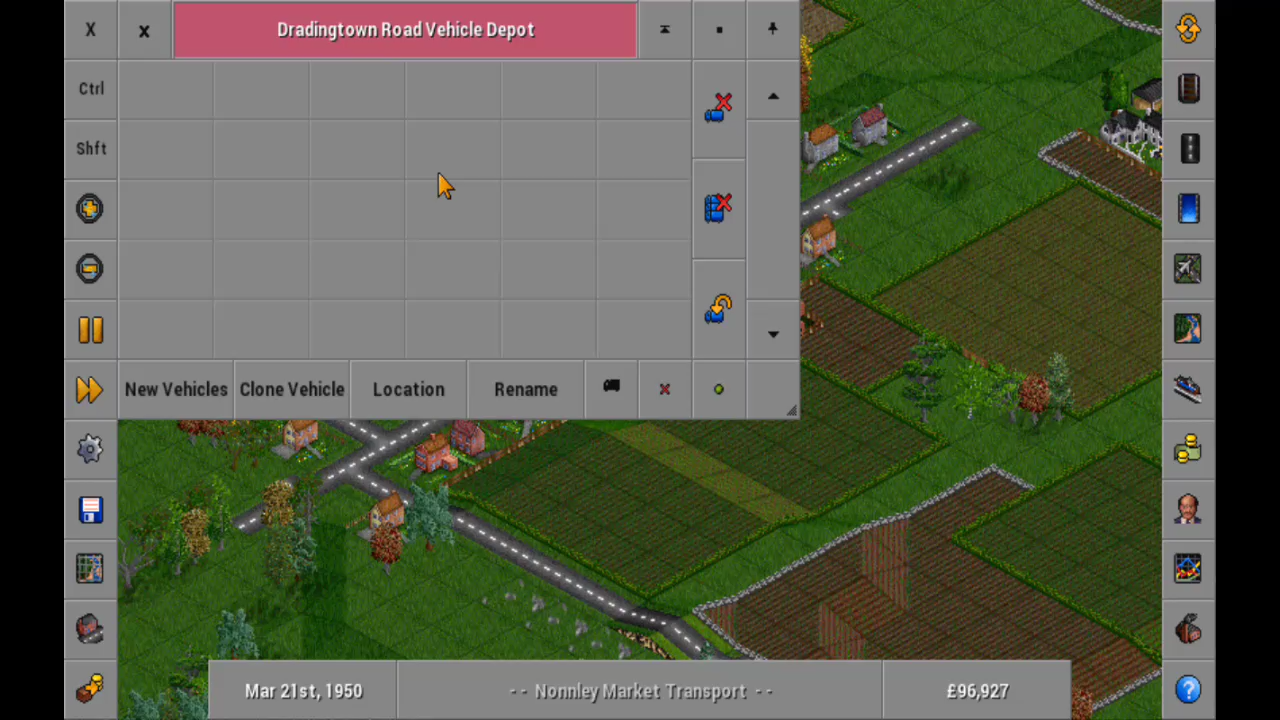 X x Dradingtown Road Vehicle Depot
Ctrl
Shft
New Vehicles Clone Vehicle Location Rename
Mar 21st, 1950 -- Nonnley Market Transport -- £96,927